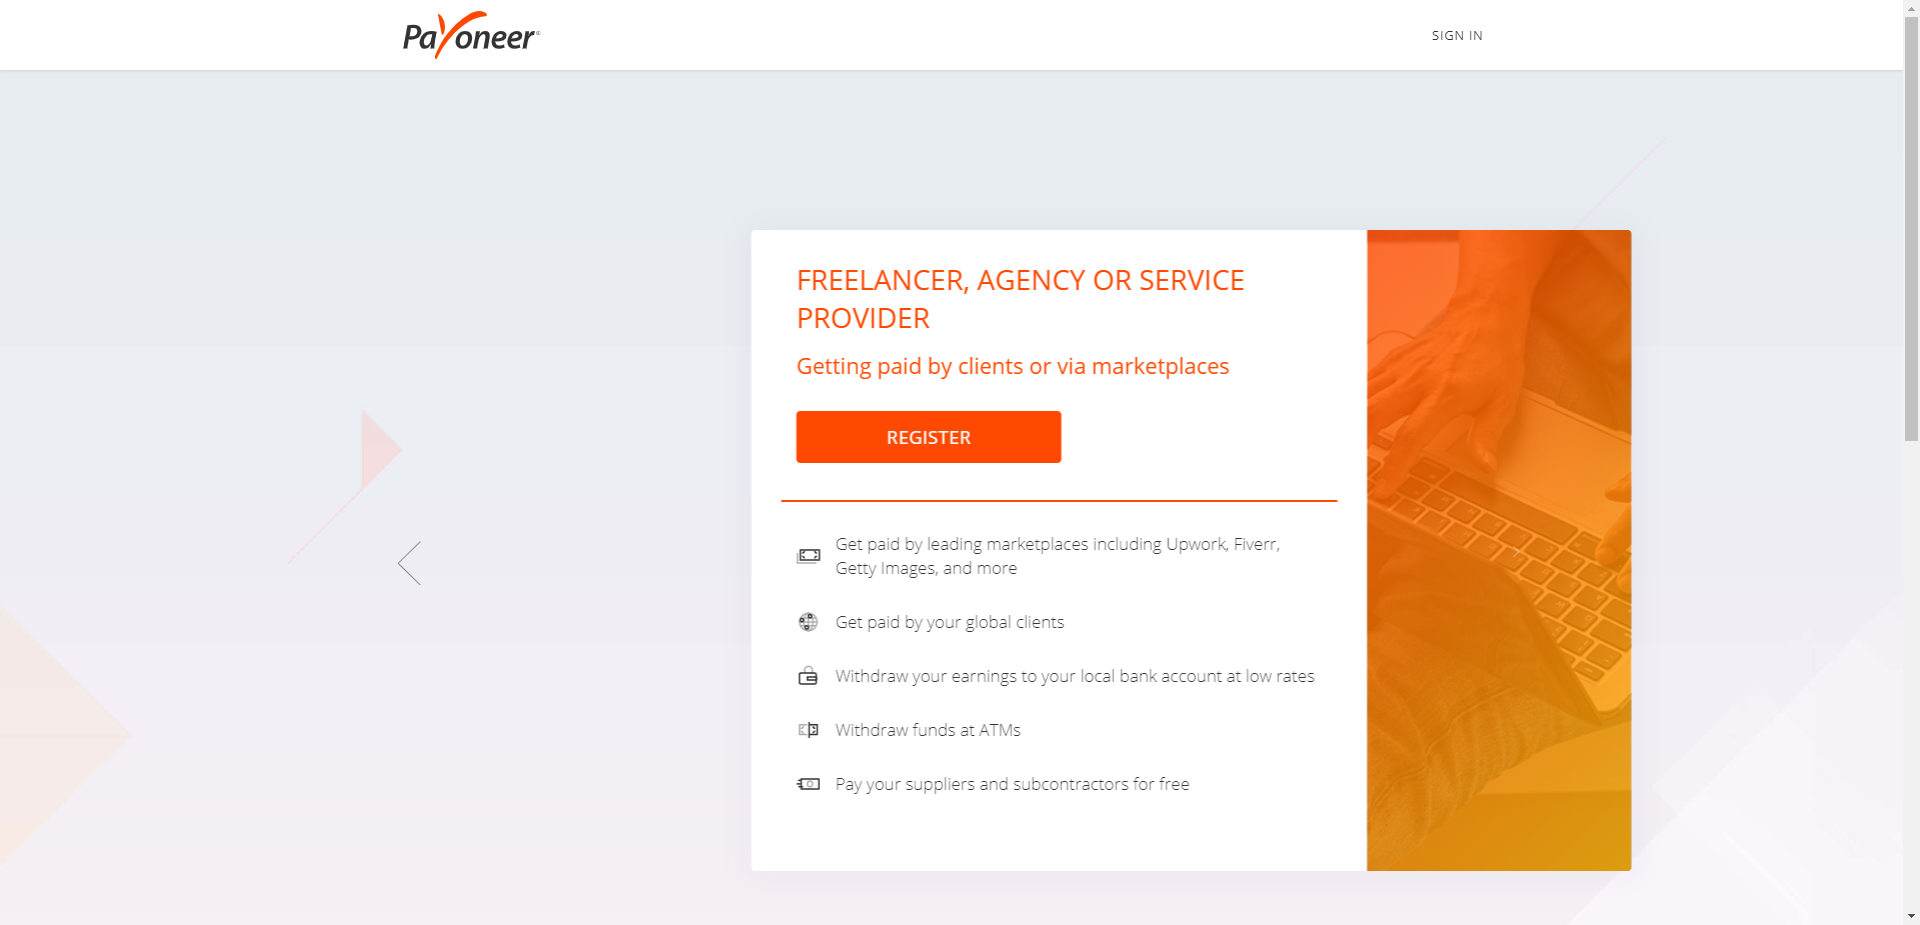 Payoneer
SIGN IN
FREELANCER, AGENCY OR SERVICE
PROVIDER
Getting paid by clients or via marketplaces
REGISTER
Get paid by leading marketplaces including Upwork, Fiverr,
Getty Images, and more
Get paid by your global clients
Withdraw your earnings to your local bank account at low rates
Withdraw funds at ATMs
Pay your suppliers and subcontractors for free